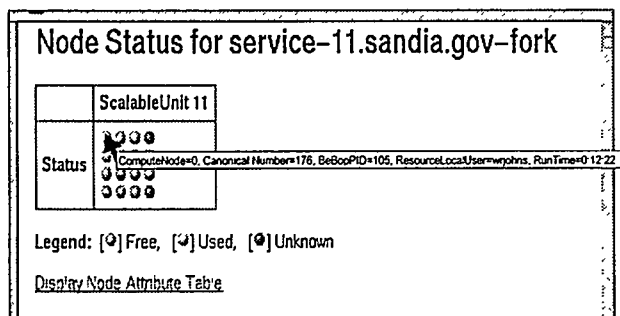 Node Status for service-11.sandia.gov-fork
ScalableUnit 11
Status
ComputeNode=0, Canonical Number=176, BeBopPID=105, ResourceLocalUser=wrjohns, RunTime=0:12:22
Legend: [ ] Free, [ ] Used, [ ] Unknown
Display Node Attribute Table